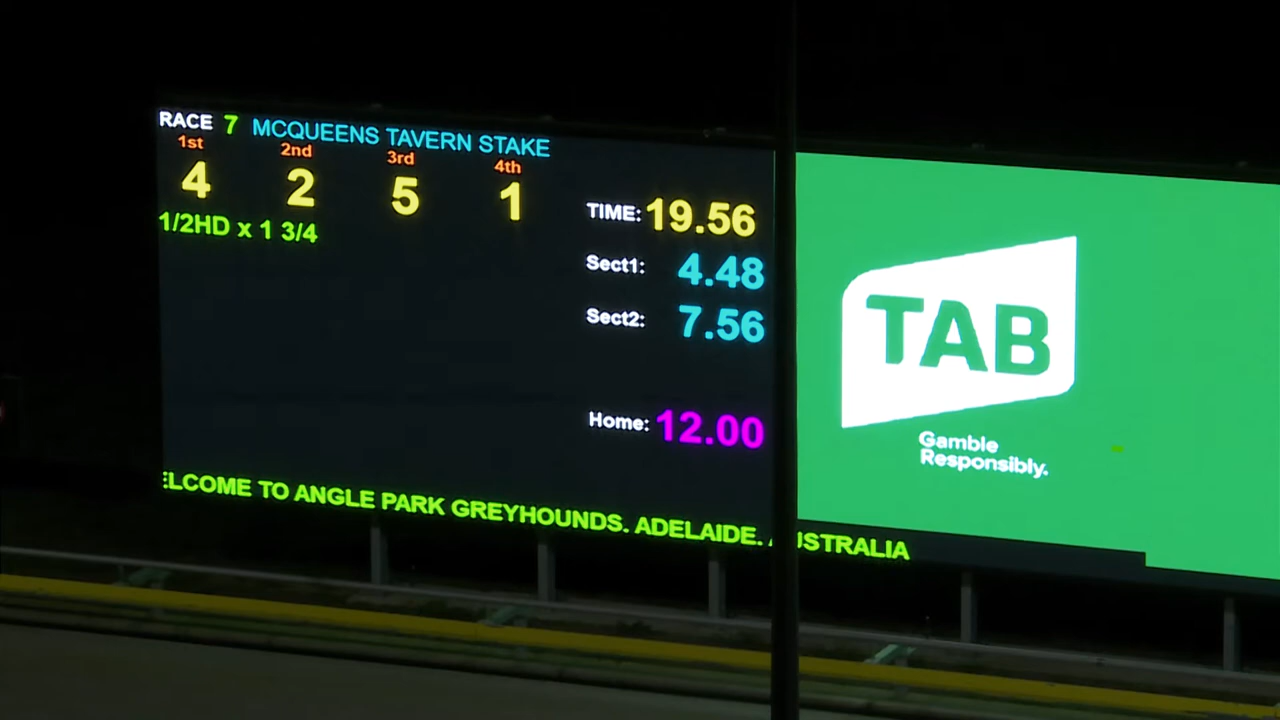 RACE 7 MCQUEENS TAVERN STAKE
1st 2nd 3rd 4th
4 2 5 1
1/2HD x 1 3/4
TIME: 19.56
Sect1: 4.48
Sect2: 7.56
Home: 12.00
ELCOME TO ANGLE PARK GREYHOUNDS. ADELAIDE. AUSTRALIA
TAB
Gamble
Responsibly.